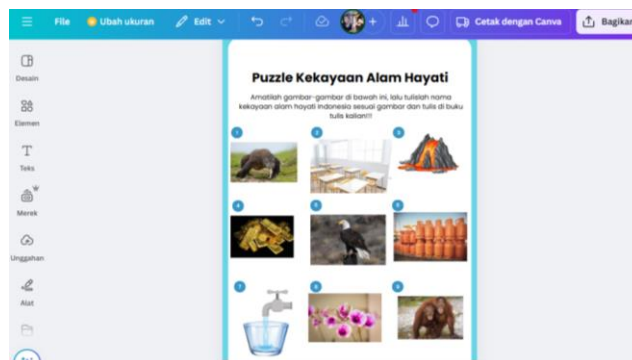 File
Ubah ukuran
Edit
Cetak dengan Canva
Bagikan
Desain
Elemen
Teks
Merek
Unggahan
Alat
Puzzle Kekayaan Alam Hayati
Amatilah gambar-gambar di bawah ini, lalu tulislah nama
kekayaan alam hayati indonesia sesuai gambar dan tulis di buku
tulis kalian!!!
1
2
3
4
5
6
7
8
9